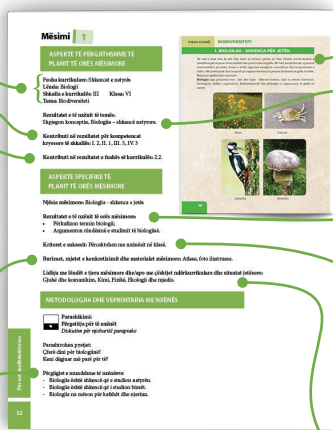 Mësimi 1
ASPEKTE TË PËRGJITHSHME TË
PLANIT TË ORËS MËSIMORE
Fusha kurrikulare: Shkencat e natyrës
Lënda: Biologji
Shkalla e kurrikulës: III Klasa: VI
Tema: Biodiversiteti
Rezultatet e të nxënit të temës:
Shpjegon konceptin, Biologjia – shkencë natyrore.
Kontributi në rezultatet për kompetencat
kryesore të shkallës: I. 2, II. 1, III. 5, IV. 3
Kontributi në rezultatet e fushës së kurrikulës: 2.2.
ASPEKTE SPECIFIKE TË
PLANIT TË ORËS MËSIMORE
Njësia mësimore: Biologjia - shkenca e jetës
Rezultatet e të nxënit të orës mësimore:
• Përkufizon termin biologji;
• Argumenton rëndësinë e studimit të biologjisë.
Kriteret e suksesit: Përcaktohen me nxënësit në klasë.
Burimet, mjetet e konkretizimit dhe materialet mësimore: Atlase, foto ilustruese.
Lidhja me lëndët e tjera mësimore dhe/apo me çështjet ndërkurrikulare dhe situatat jetësore:
Gjuhë dhe komunikim, Kimi, Fizikë, Ekologji dhe mjedis.
METODOLOGJIA DHE VEPRIMTARIA ME NXËNËS
Parashikimi:
Përgatitja për të nxënët
Diskutim për njohuritë paraprake
Parashtrohen pyetjet:
Çfarë dini për biologjinë?
Keni dëgjuar më parë për të?
Përgjigjet e mundshme të nxënësve:
- Biologjia është shkencë që e studion natyrën.
- Biologjia është shkencë që i studion bimët.
- Biologjia na mëson për kafshët dhe njeriun.
52
BIODIVERSITETI
1. BIOLOGJIA – SHKENCA PËR JETËN